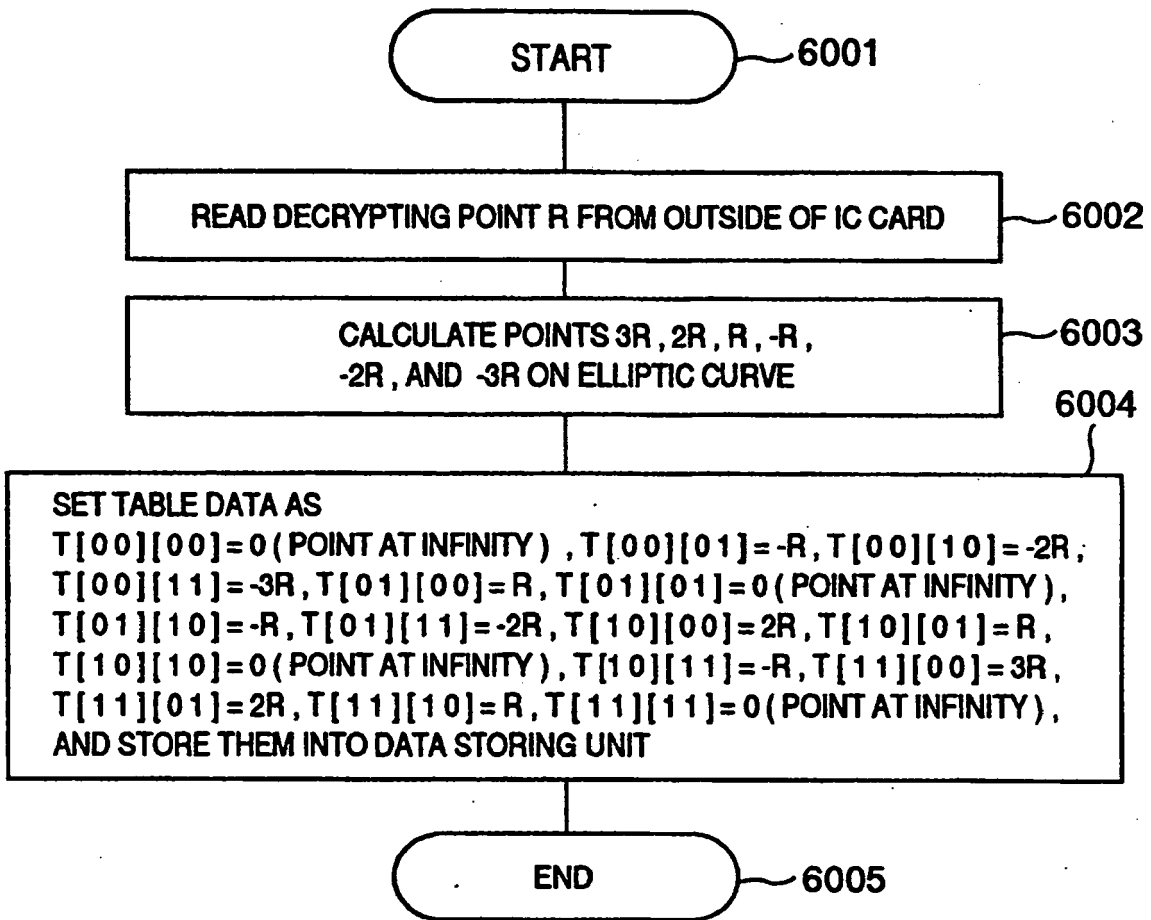 START
6001
READ DECRYPTING POINT R FROM OUTSIDE OF IC CARD
6002
CALCULATE POINTS 3R, 2R, R, -R,
-2R, AND -3R ON ELLIPTIC CURVE
6003
6004
SET TABLE DATA AS
T[00][00]=0(POINT AT INFINITY), T[00][01]=-R, T[00][10]=-2R,
T[00][11]=-3R, T[01][00]=R, T[01][01]=0(POINT AT INFINITY),
T[01][10]=-R, T[01][11]=-2R, T[10][00]=2R, T[10][01]=R,
T[10][10]=0(POINT AT INFINITY), T[10][11]=-R, T[11][00]=3R,
T[11][01]=2R, T[11][10]=R, T[11][11]=0(POINT AT INFINITY),
AND STORE THEM INTO DATA STORING UNIT
END
6005